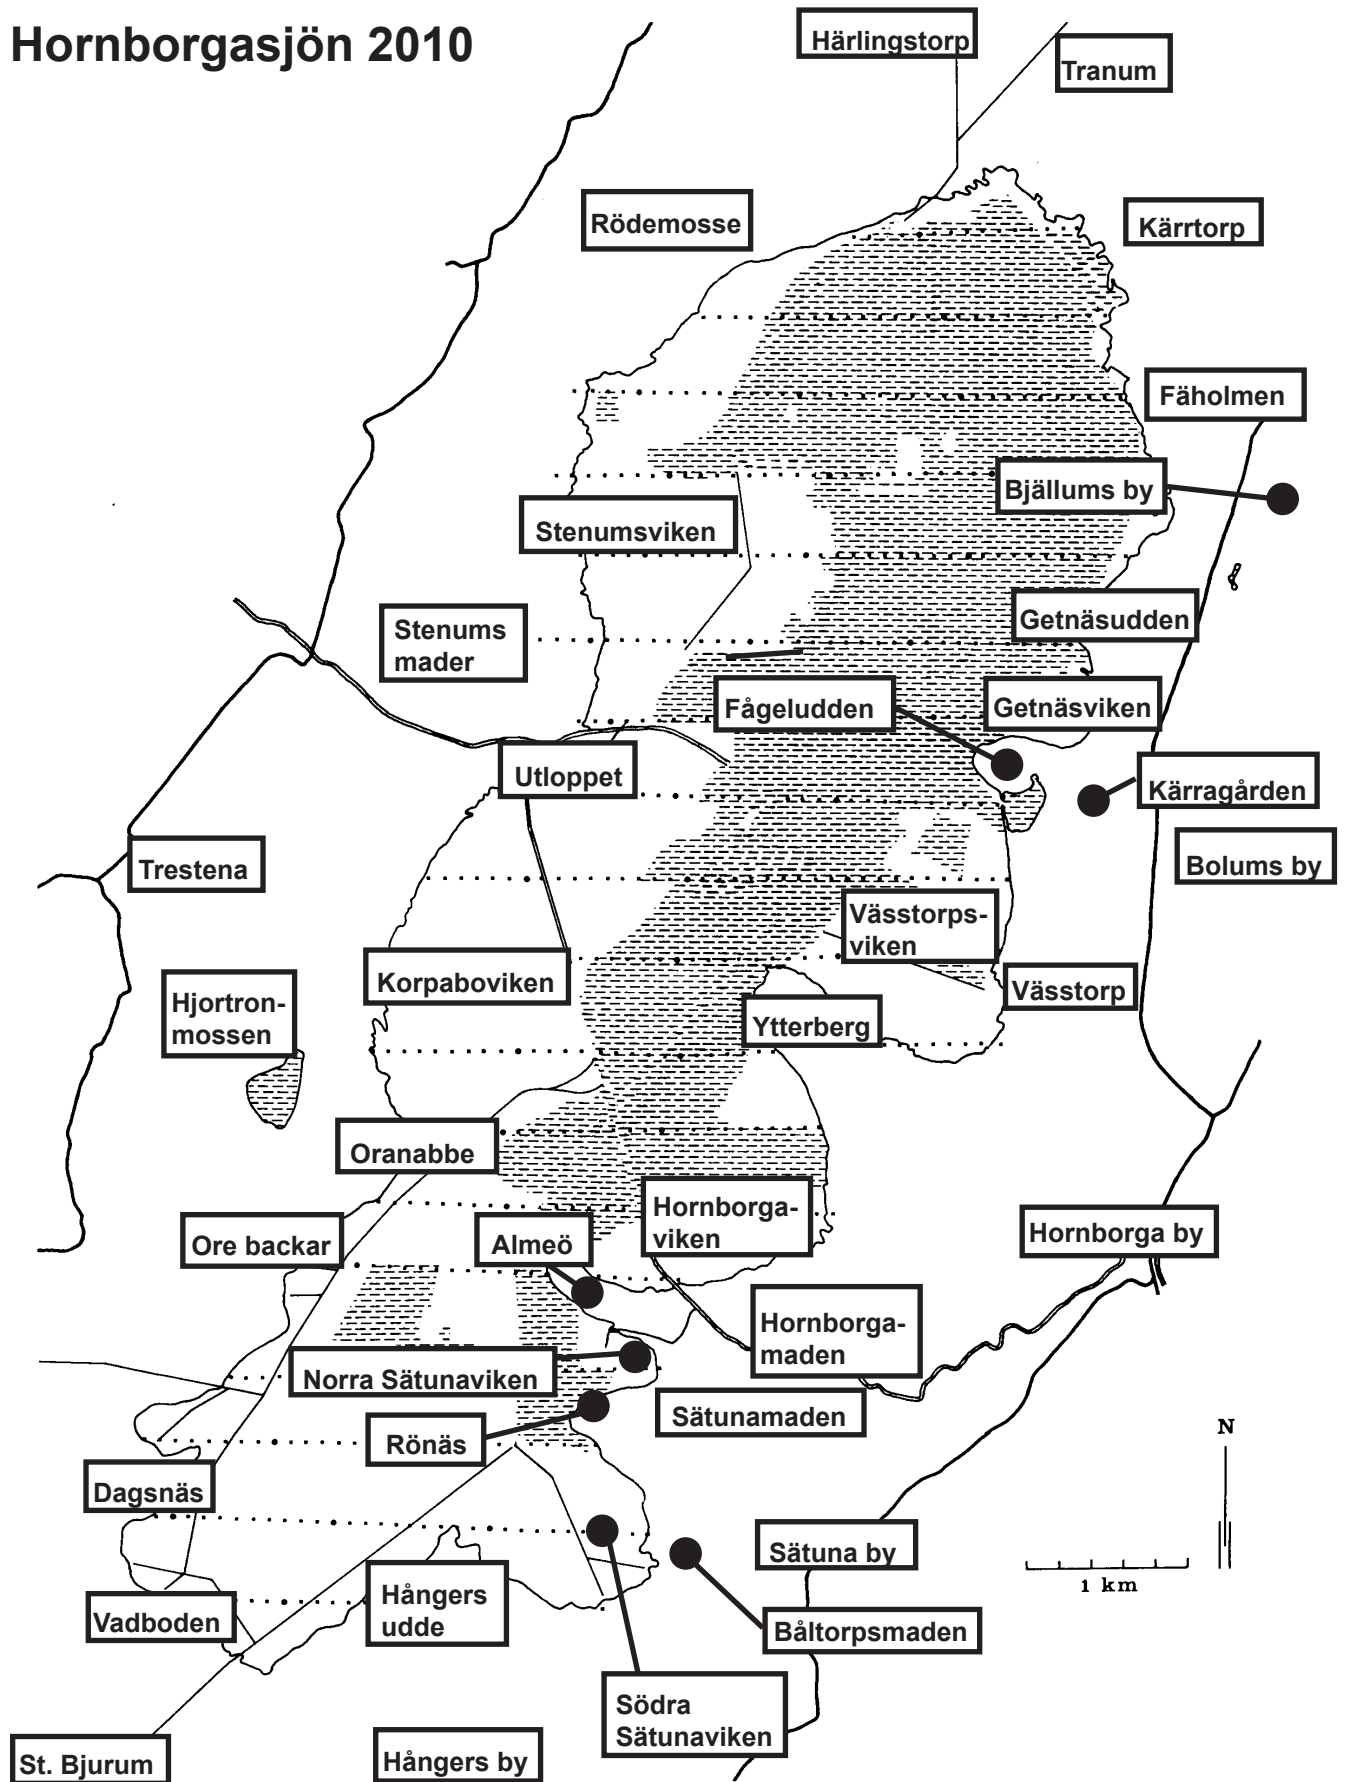 Hornborgasjön 2010
Härlingstorp
Tranum
Rödemosse
Kärrtorp
Fäholmen
Bjällums by
Stenumsviken
Getnäsudden
Stenums
mader
Fågeludden
Getnäsviken
Utloppet
Kärragården
Trestena
Bolums by
Vässtorps-
viken
Korpaboviken
Hjortron-
mossen
Vässtorp
Ytterberg
Oranabbe
Hornborga-
viken
Ore backar
Almeö
Hornborga by
Hornborga-
maden
Norra Sätunaviken
Sätunamaden
Rönäs
N
Dagsnäs
Sätuna by
1 km
Hångers
udde
Vadboden
Båltorpsmaden
Södra
Sätunaviken
St. Bjurum
Hångers by